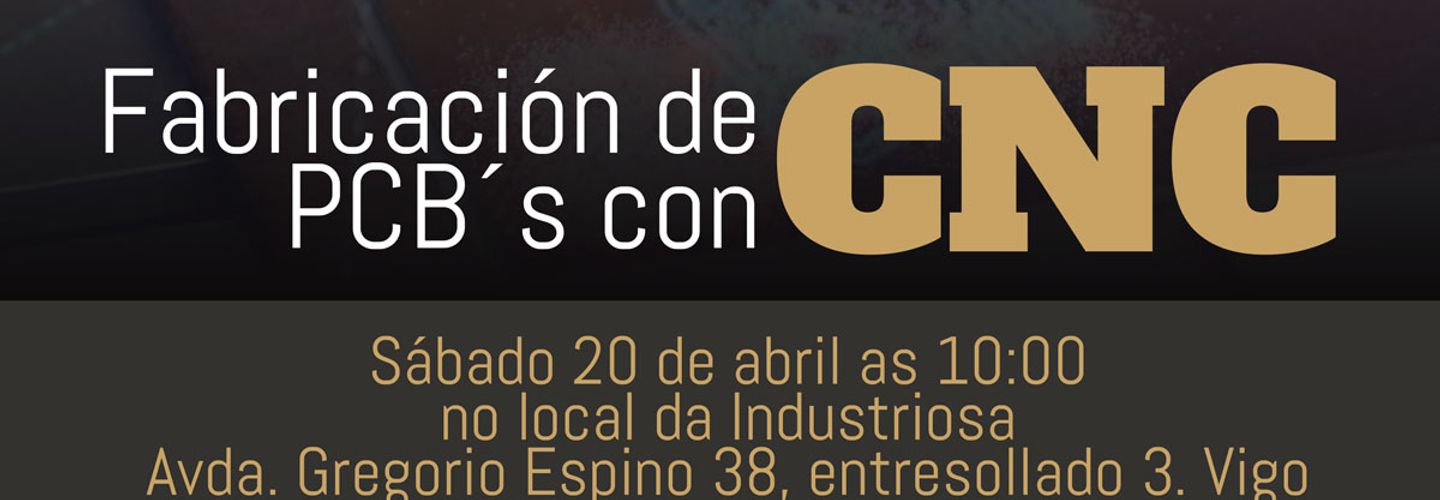 Fabricación de
PCB´s con CNC
Sábado 20 de abril as 10:00
no local da Industriosa
Avda. Gregorio Espino 38, entresollado 3. Vigo